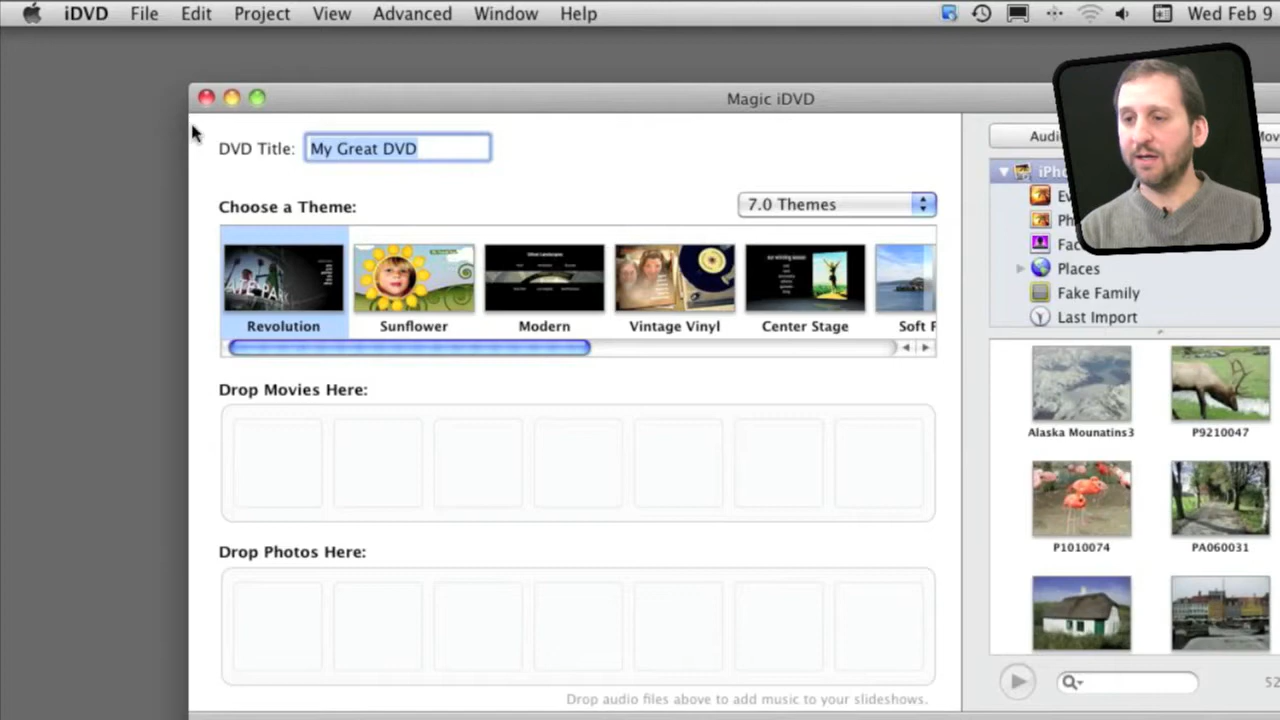 iDVD File Edit Project View Advanced Window Help Wed Feb 9
Magic iDVD
DVD Title: My Great DVD
Choose a Theme: 7.0 Themes
Revolution Sunflower Modern Vintage Vinyl Center Stage Soft
Drop Movies Here:
Drop Photos Here:
Drop audio files above to add music to your slideshows.
Places
Fake Family
Last Import
Alaska Mounatins3 P9210047
P1010074 PA060031